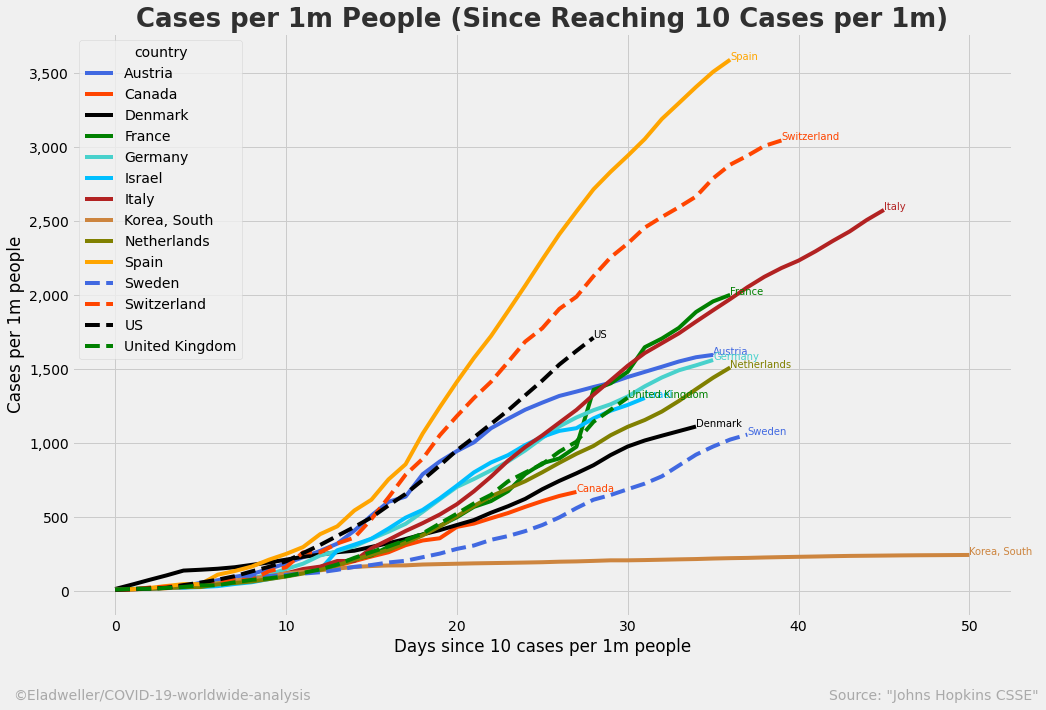 Cases per 1m People (Since Reaching 10 Cases per 1m)
country
Austria
Canada
Denmark
France
Germany
Israel
Italy
Korea, South
Netherlands
Spain
Sweden
Switzerland
US
United Kingdom
Cases per 1m people
3,500
3,000
2,500
2,000
1,500
1,000
500
0
Spain
Switzerland
Italy
France
US
Austria
Germany
Netherlands
United Kingdom
Denmark
Sweden
Canada
Korea, South
0 10 20 30 40 50
Days since 10 cases per 1m people
©Eladweller/COVID-19-worldwide-analysis
Source: "Johns Hopkins CSSE"